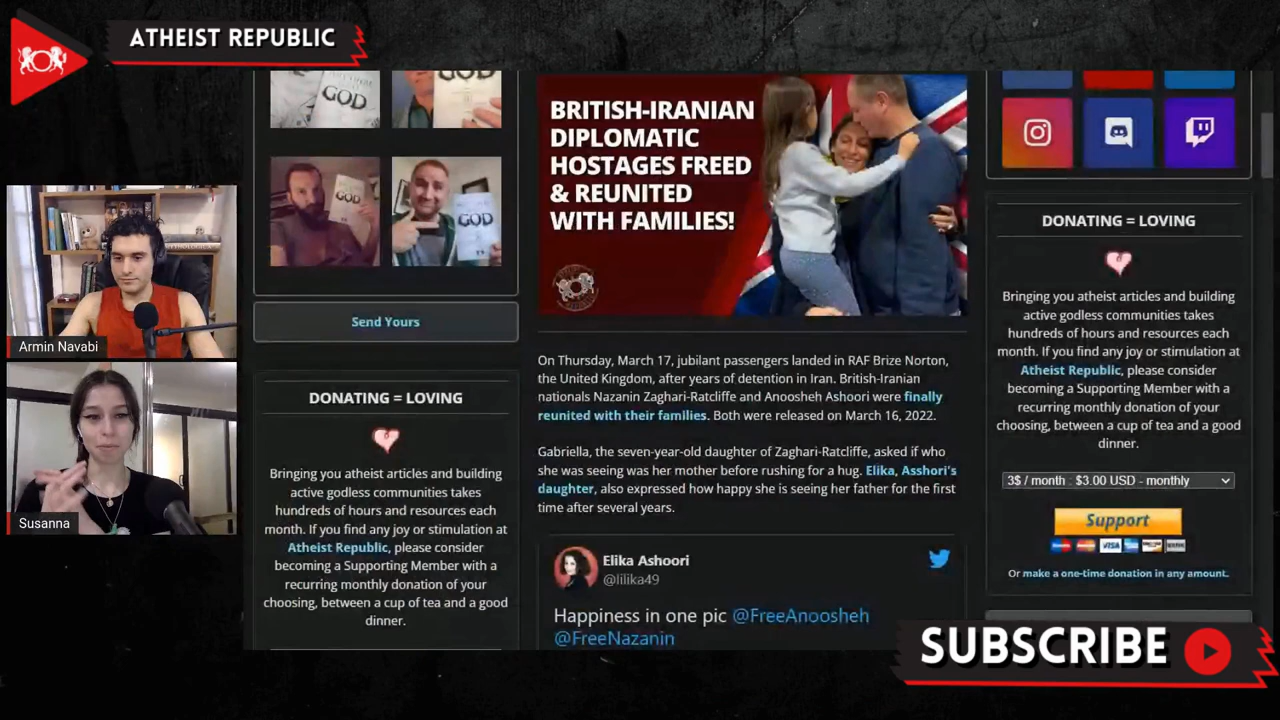 ATHEIST REPUBLIC
GOD
GOD
GOD
GOD
Send Yours
DONATING = LOVING
Bringing you atheist articles and building
active godless communities takes
hundreds of hours and resources each
month. If you find any joy or stimulation at
Atheist Republic, please consider
becoming a Supporting Member with a
recurring monthly donation of your
choosing, between a cup of tea and a good
dinner.
Armin Navabi
Susanna
BRITISH-IRANIAN
DIPLOMATIC
HOSTAGES FREED
& REUNITED
WITH FAMILIES!
On Thursday, March 17, jubilant passengers landed in RAF Brize Norton,
the United Kingdom, after years of detention in Iran. British-Iranian
nationals Nazanin Zaghari-Ratcliffe and Anoosheh Ashoori were finally
reunited with their families. Both were released on March 16, 2022.
Gabriella, the seven-year-old daughter of Zaghari-Ratcliffe, asked if who
she was seeing was her mother before rushing for a hug. Elika, Asshori's
daughter, also expressed how happy she is seeing her father for the first
time after several years.
Elika Ashoori
@lilika49
Happiness in one pic @FreeAnoosheh
@FreeNazanin
DONATING = LOVING
Bringing you atheist articles and building
active godless communities takes
hundreds of hours and resources each
month. If you find any joy or stimulation at
Atheist Republic, please consider
becoming a Supporting Member with a
recurring monthly donation of your
choosing, between a cup of tea and a good
dinner.
3$ / month : $3.00 USD - monthly
Support
VISA
Or make a one-time donation in any amount.
SUBSCRIBE